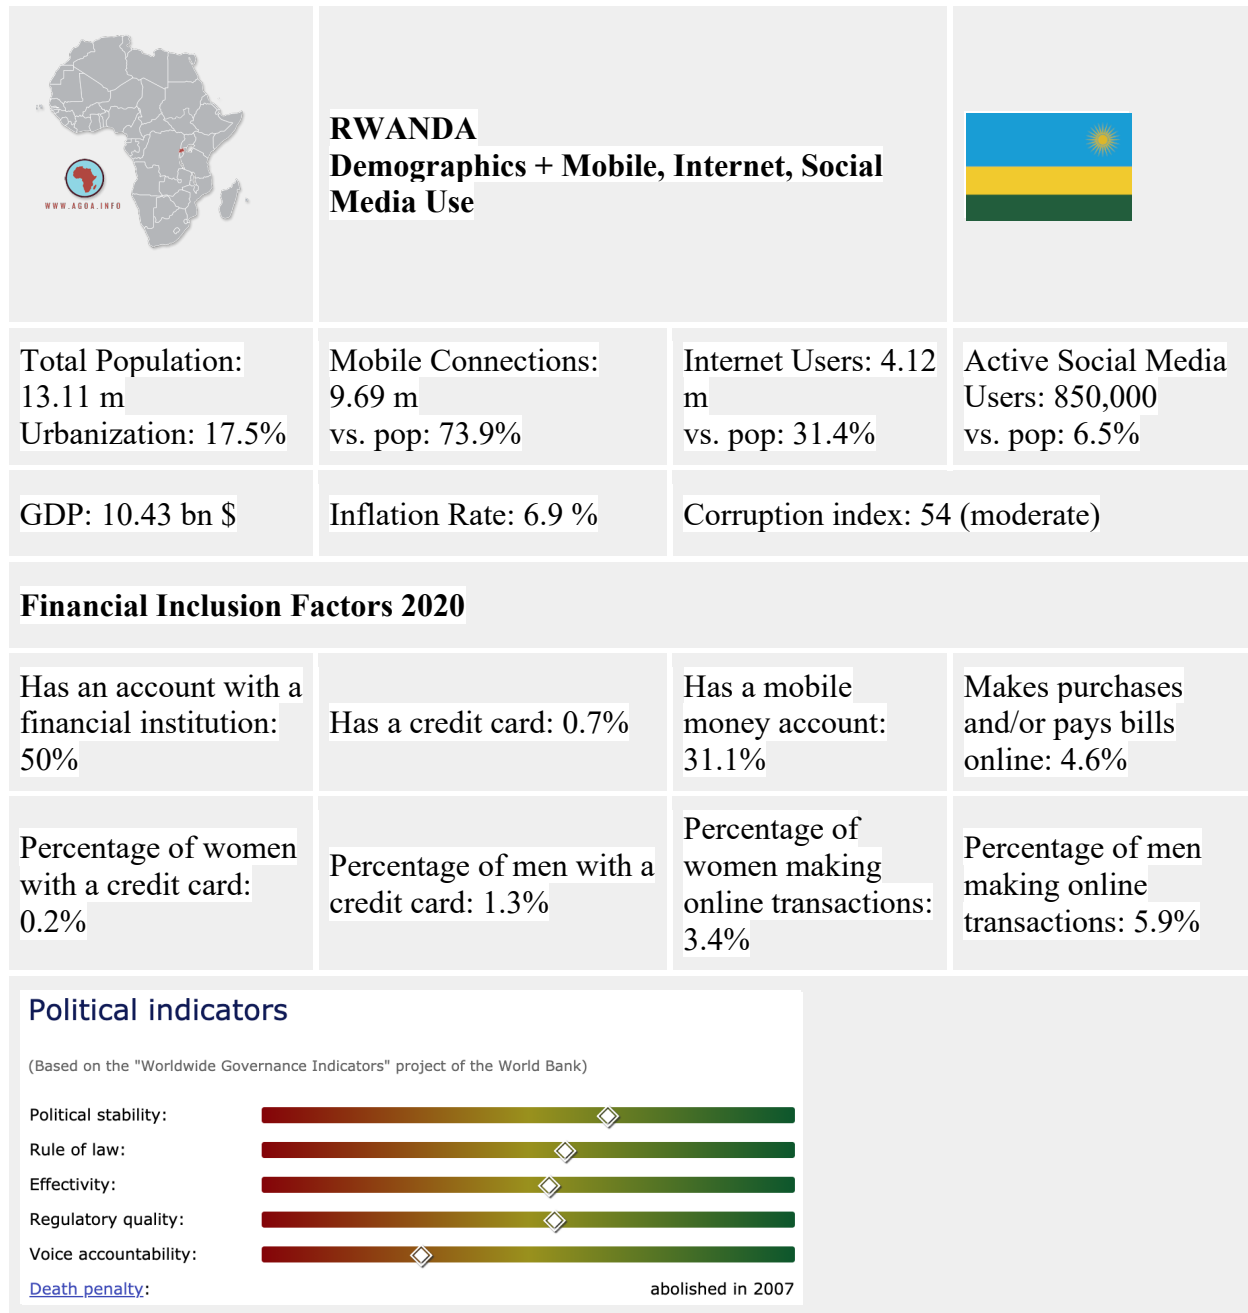 WWW.AGOA.INFO
RWANDA
Demographics + Mobile, Internet, Social
Media Use
Total Population:
13.11 m
Urbanization: 17.5%
Mobile Connections:
9.69 m
vs. pop: 73.9%
Internet Users: 4.12
m
vs. pop: 31.4%
Active Social Media
Users: 850,000
vs. pop: 6.5%
GDP: 10.43 bn $
Inflation Rate: 6.9 %
Corruption index: 54 (moderate)
Financial Inclusion Factors 2020
Has an account with a
financial institution:
50%
Has a credit card: 0.7%
Has a mobile
money account:
31.1%
Makes purchases
and/or pays bills
online: 4.6%
Percentage of women
with a credit card:
0.2%
Percentage of men with a
credit card: 1.3%
Percentage of
women making
online transactions:
3.4%
Percentage of men
making online
transactions: 5.9%
Political indicators
(Based on the "Worldwide Governance Indicators" project of the World Bank)
Political stability:
Rule of law:
Effectivity:
Regulatory quality:
Voice accountability:
Death penalty: abolished in 2007